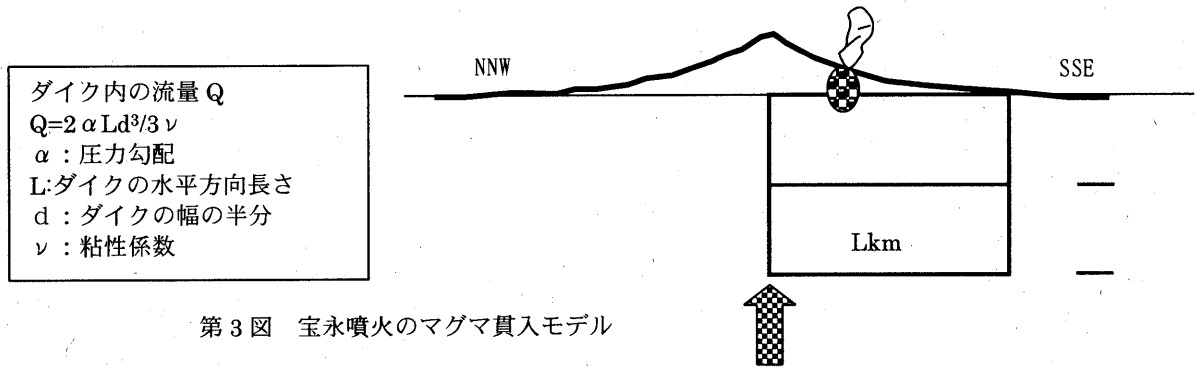 NNW
SSE
ダイク内の流量 Q
Q=2αLd³/3ν
α：圧力勾配
L:ダイクの水平方向長さ
d：ダイクの幅の半分
ν：粘性係数
Lkm
第3図 宝永噴火のマグマ貫入モデル